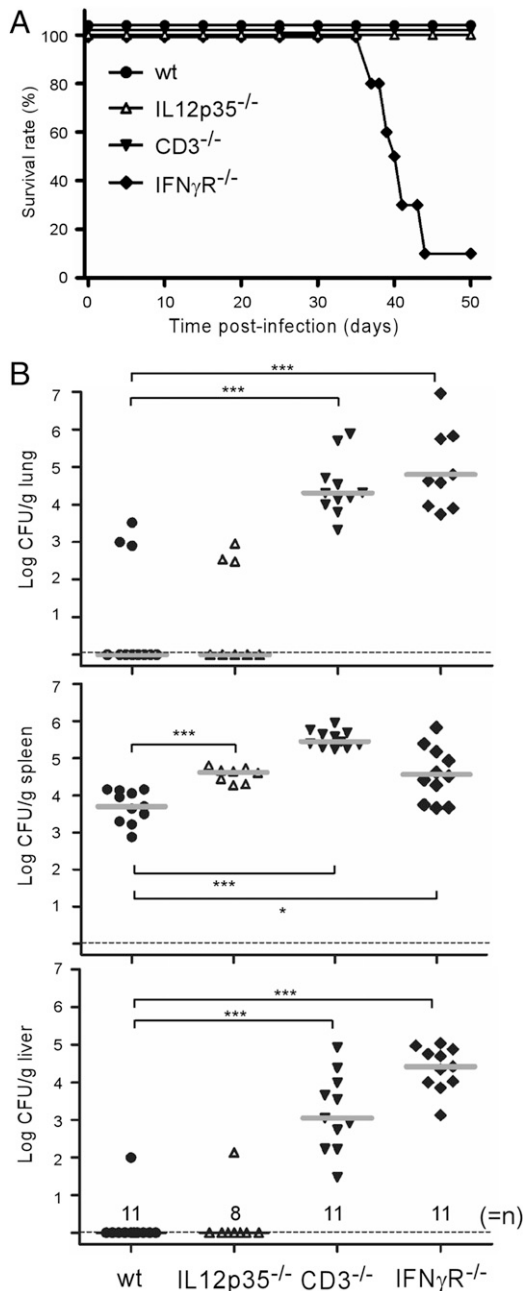 A
Survival rate (%)
100
80
60
40
20
0
wt
IL12p35-/-
CD3-/-
IFNγR-/-
0 10 20 30 40 50
Time post-infection (days)
B
Log CFU/g lung
7
6
5
4
3
2
1
***
***
Log CFU/g spleen
7
6
5
4
3
2
1
***
***
*
Log CFU/g liver
7
6
5
4
3
2
1
***
***
11 8 11 11 (=n)
wt IL12p35-/- CD3-/- IFNγR-/-